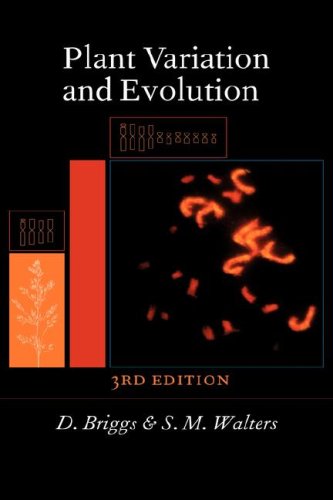 Plant Variation
and Evolution
3RD EDITION
D. Briggs & S. M. Walters